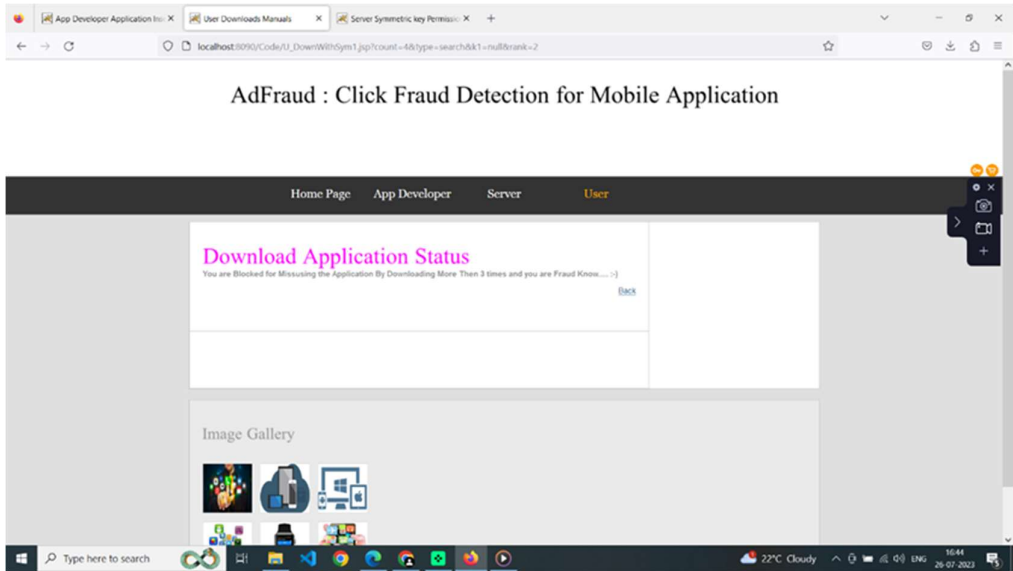 App Developer Application Ins
User Downloads Manuals
Server Symmetric key Permissio
localhost:8090/Code/U_DownWithSym1.jsp?count=4&type=search&k1=null&rank=2
AdFraud : Click Fraud Detection for Mobile Application
Home Page App Developer Server User
Download Application Status
You are Blocked for Missusing the Application By Downloading More Then 3 times and you are Fraud Know.... :-)
Back
Image Gallery
Type here to search
22°C Cloudy
ENG
16:44
26-07-2023